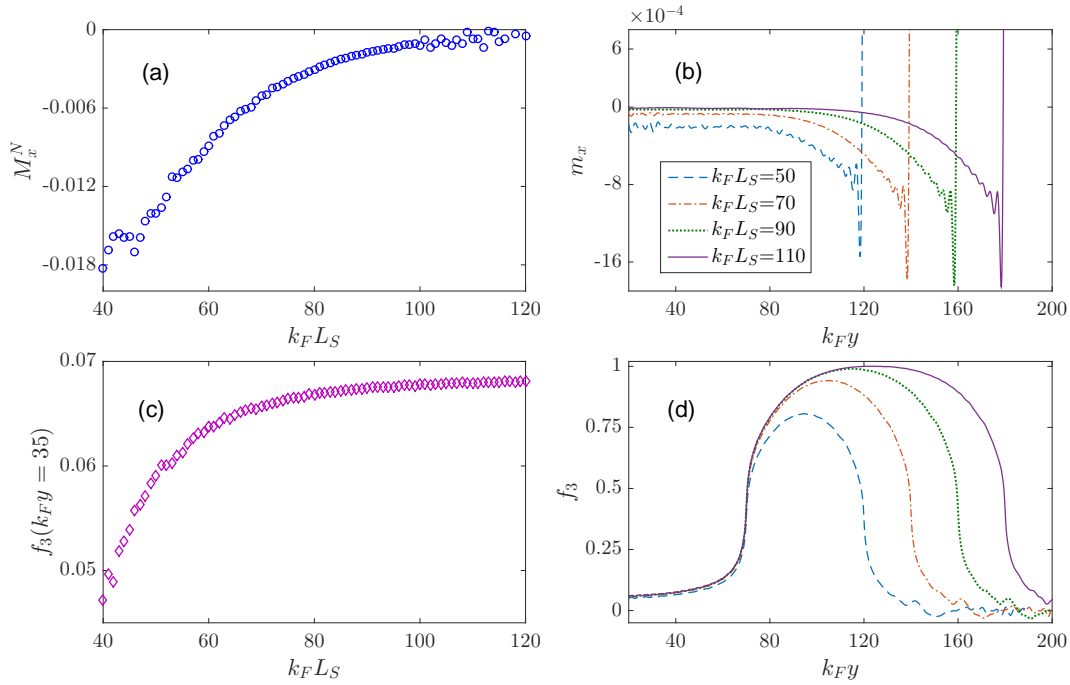 (a)
0
-0.006
-0.012
-0.018
M_x^N
40 60 80 100 120
k_F L_S
×10^-4
(b)
6
0
-8
-16
m_x
k_F L_S=50
k_F L_S=70
k_F L_S=90
k_F L_S=110
40 80 120 160 200
k_F y
(c)
0.07
0.06
0.05
f_3(k_F y = 35)
40 60 80 100 120
k_F L_S
(d)
1
0.75
0.5
0.25
0
f_3
40 80 120 160 200
k_F y